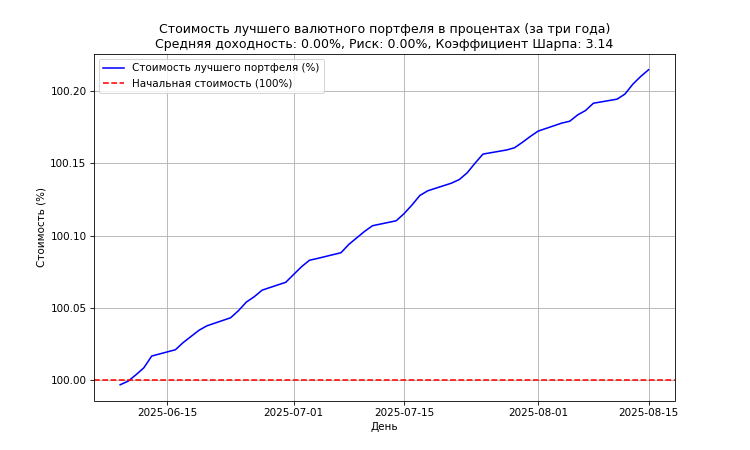 Стоимость лучшего валютного портфеля в процентах (за три года)
Средняя доходность: 0.00%, Риск: 0.00%, Коэффициент Шарпа: 3.14
Стоимость лучшего портфеля (%)
Начальная стоимость (100%)
Стоимость (%)
100.20
100.15
100.10
100.05
100.00
2025-06-15
2025-07-01
2025-07-15
2025-08-01
2025-08-15
День